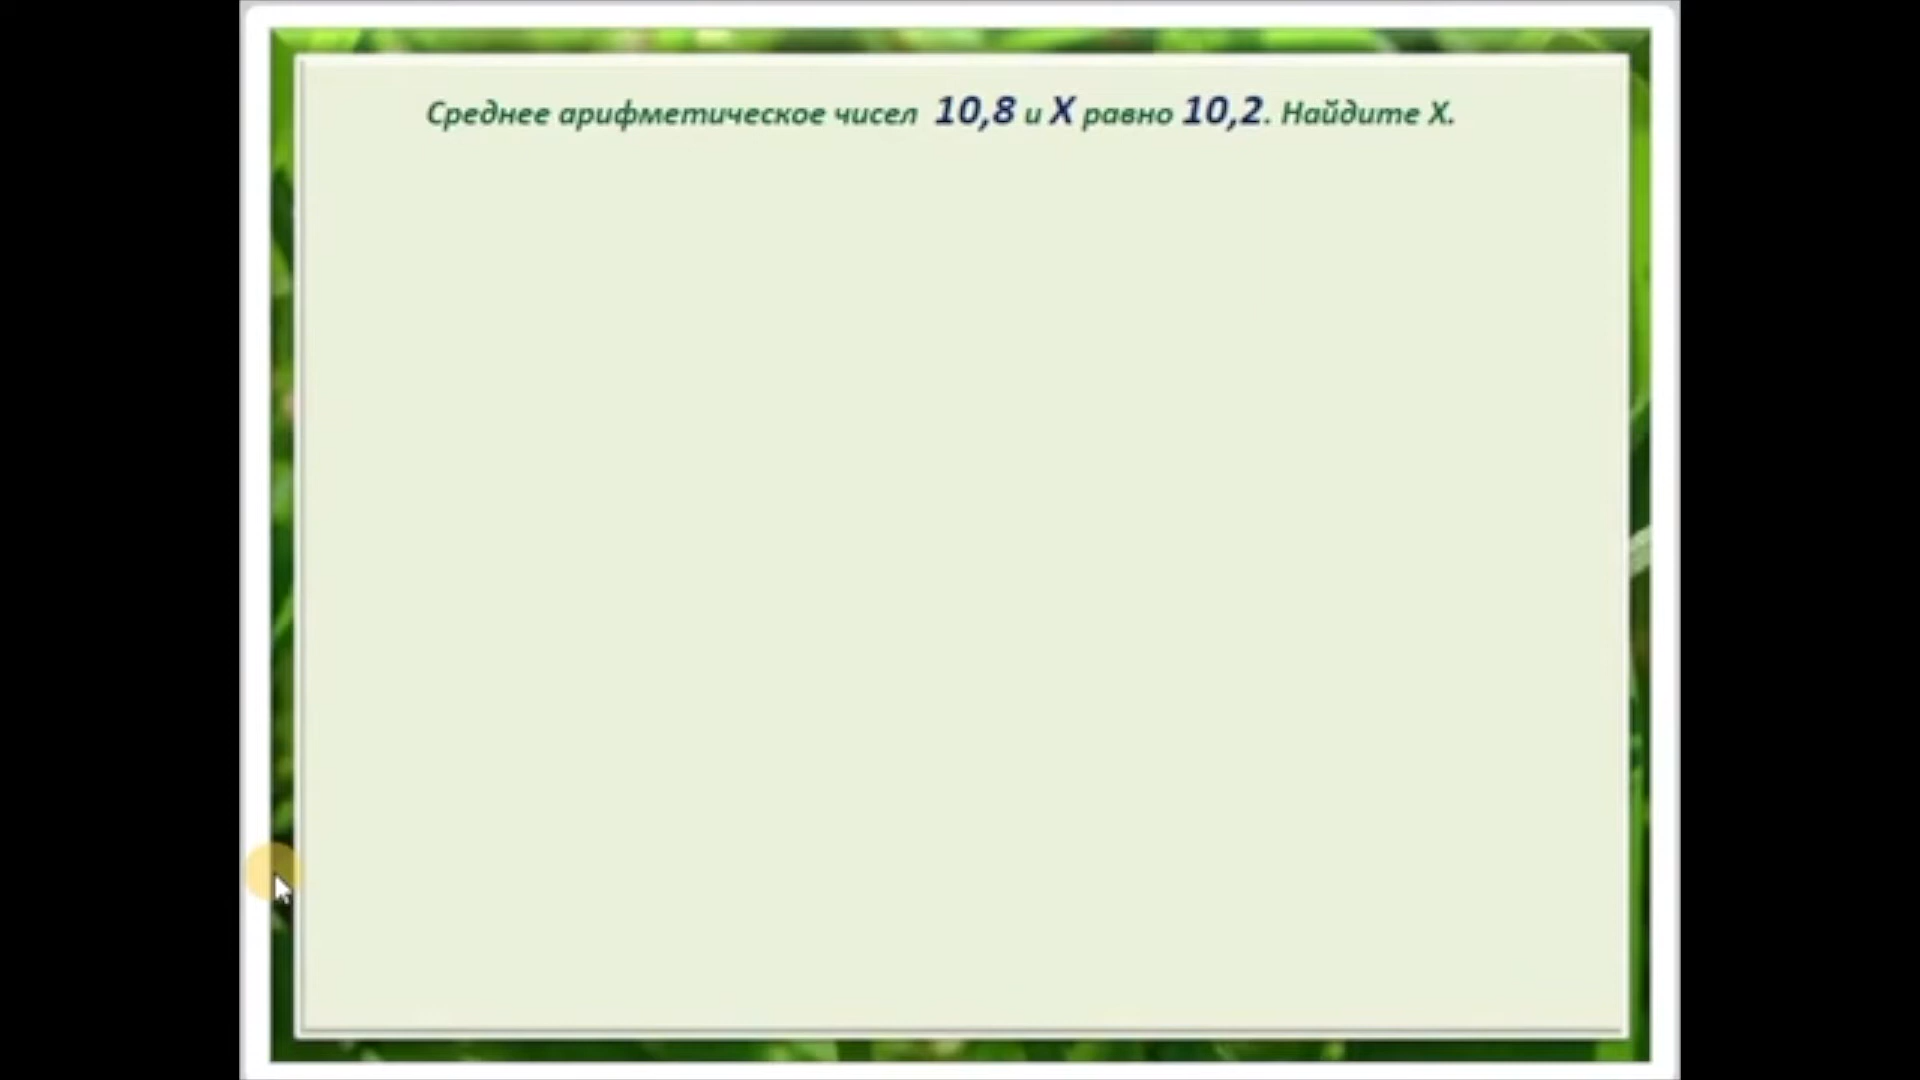 Среднее арифметическое чисел 10,8 и X равно 10,2. Найдите X.